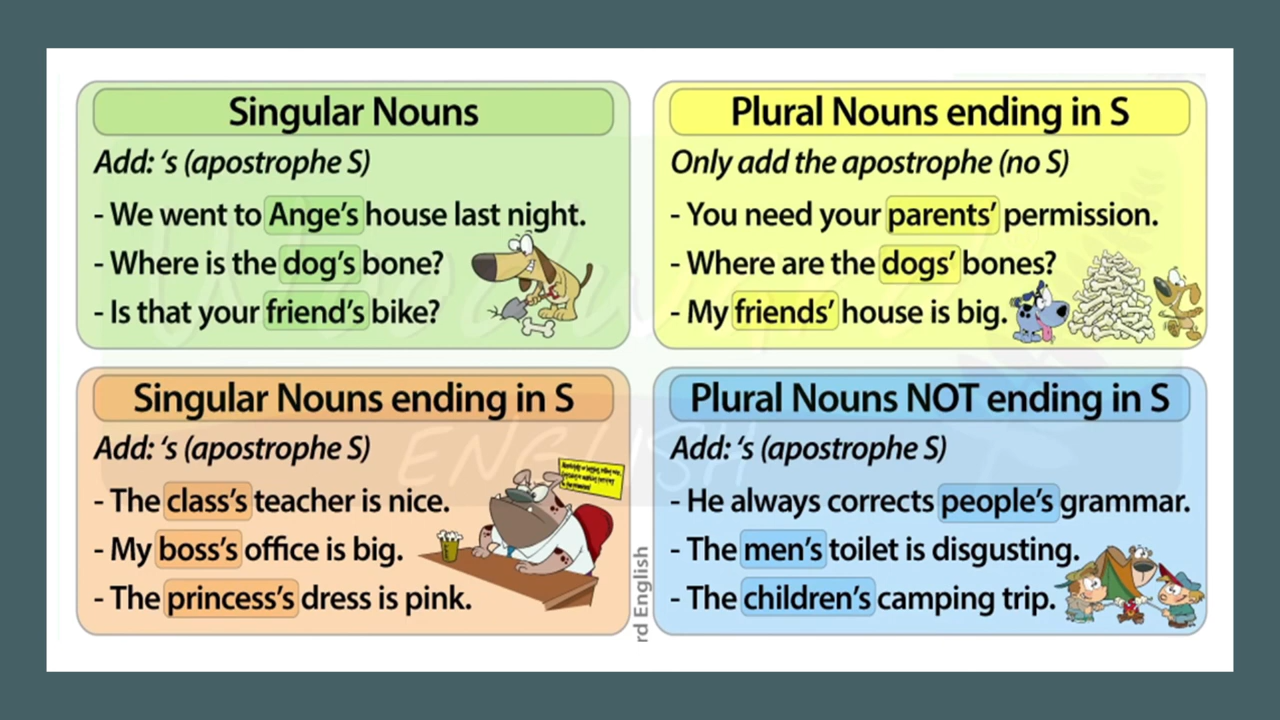 Singular Nouns
Add: ‘s (apostrophe S)
- We went to Ange’s house last night.
- Where is the dog’s bone?
- Is that your friend’s bike?
Plural Nouns ending in S
Only add the apostrophe (no S)
- You need your parents’ permission.
- Where are the dogs’ bones?
- My friends’ house is big.
Singular Nouns ending in S
Add: ‘s (apostrophe S)
- The class’s teacher is nice.
- My boss’s office is big.
- The princess’s dress is pink.
Plural Nouns NOT ending in S
Add: ‘s (apostrophe S)
- He always corrects people’s grammar.
- The men’s toilet is disgusting.
- The children’s camping trip.
rd English
ENGLISH